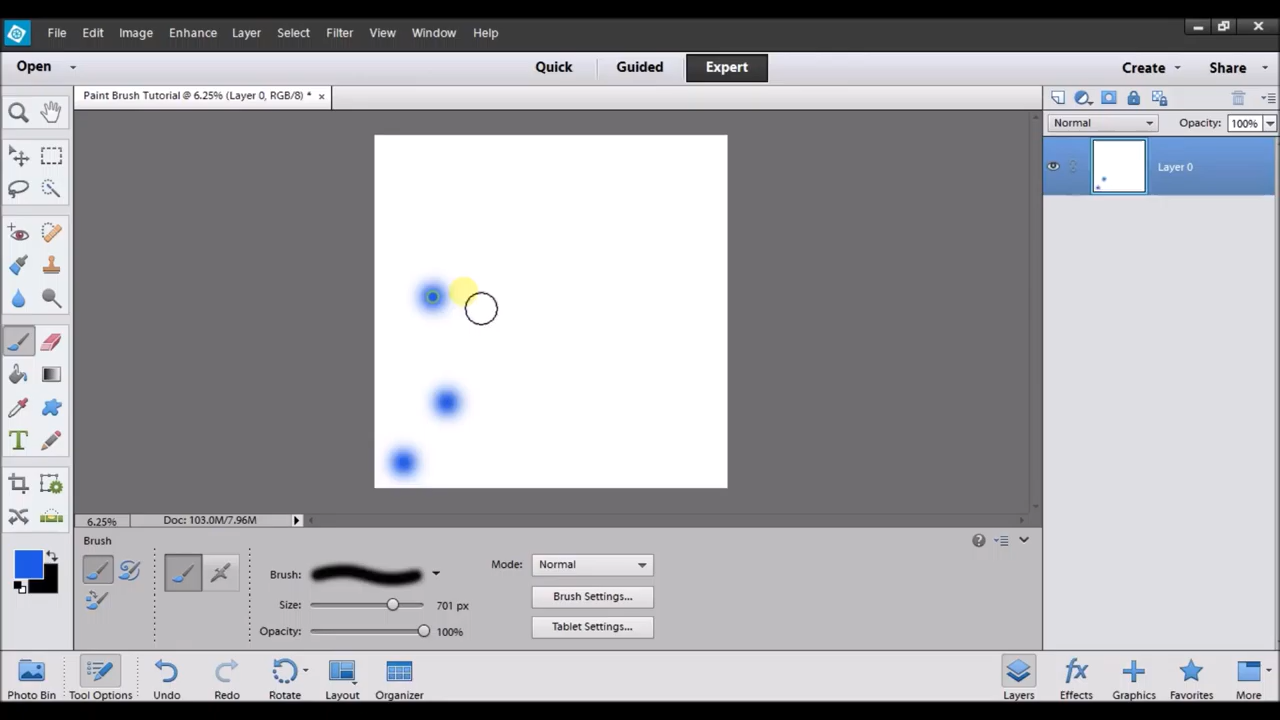 File Edit Image Enhance Layer Select Filter View Window Help
Open Quick Guided Expert Create Share
Paint Brush Tutorial @ 6.25% (Layer 0, RGB/8) * ×
Normal Opacity: 100%
Layer 0
T
6.25% Doc: 103.0M/7.96M
Brush
Brush: Mode: Normal
Size: 701 px Brush Settings...
Opacity: 100% Tablet Settings...
Photo Bin Tool Options Undo Redo Rotate Layout Organizer Layers Effects Graphics Favorites More